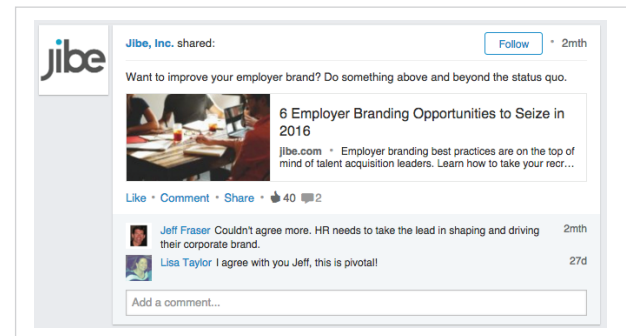 jibe
Jibe, Inc. shared:
Follow • 2mth
Want to improve your employer brand? Do something above and beyond the status quo.
6 Employer Branding Opportunities to Seize in
2016
jibe.com • Employer branding best practices are on the top of
mind of talent acquisition leaders. Learn how to take your recr...
Like • Comment • Share • 40 2
Jeff Fraser Couldn't agree more. HR needs to take the lead in shaping and driving 2mth
their corporate brand.
Lisa Taylor I agree with you Jeff, this is pivotal! 27d
Add a comment...